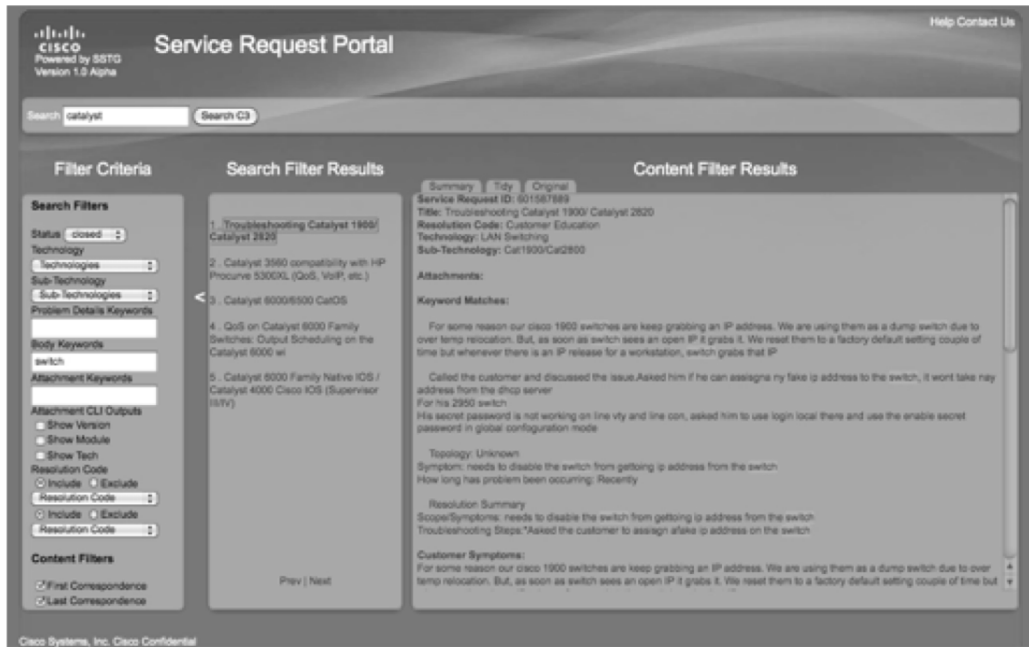 Help Contact Us
CISCO
Powered by SSTG
Version 1.0 Alpha
Service Request Portal
Search catalyst Search C3
Filter Criteria
Search Filters
Status closed
Technology
Technologies
Sub-Technology
Sub-Technologies
Problem Details Keywords
Body Keywords
switch
Attachment Keywords
Attachment CLI Outputs
Show Version
Show Module
Show Tech
Resolution Code
Include Exclude
Resolution Code
Include Exclude
Resolution Code
Content Filters
First Correspondence
Last Correspondence
Search Filter Results
1 . Troubleshooting Catalyst 1900/
Catalyst 2820
2 . Catalyst 3560 compatibility with HP
Procurve 5300XL (QoS, VoIP, etc.)
<
3 . Catalyst 6000/6500 CatOS
4 . QoS on Catalyst 6000 Family
Switches: Output Scheduling on the
Catalyst 6000 wi
5 . Catalyst 6000 Family Native IOS /
Catalyst 4000 Cisco IOS (Supervisor
III/IV)
Prev | Next
Content Filter Results
Summary Tidy Original
Service Request ID: 601587889
Title: Troubleshooting Catalyst 1900/ Catalyst 2820
Resolution Code: Customer Education
Technology: LAN Switching
Sub-Technology: Cat1900/Cat2800
Attachments:
Keyword Matches:
For some reason our cisco 1900 switches are keep grabbing an IP address. We are using them as a dump switch due to
over temp relocation. But, as soon as switch sees an open IP it grabs it. We reset them to a factory default setting couple of
time but whenever there is an IP release for a workstation, switch grabs that IP
Called the customer and discussed the issue.Asked him if he can assisgna ny fake ip address to the switch, it wont take nay
address from the dhcp server
For his 2950 switch
His secret password is not working on line vty and line con, asked him to use login local there and use the enable secret
password in global confoguration mode
Topology: Unknown
Symptom: needs to disable the switch from gettoing ip address from the switch
How long has problem been occurring: Recently
Resolution Summary
Scope/Symptoms: needs to disable the switch from gettoing ip address from the switch
Troubleshooting Steps:*Asked the customer to assisgn afake ip address on the switch
Customer Symptoms:
For some reason our cisco 1900 switches are keep grabbing an IP address. We are using them as a dump switch due to over
temp relocation. But, as soon as switch sees an open IP it grabs it. We reset them to a factory default setting couple of time but
Cisco Systems, Inc. Cisco Confidential